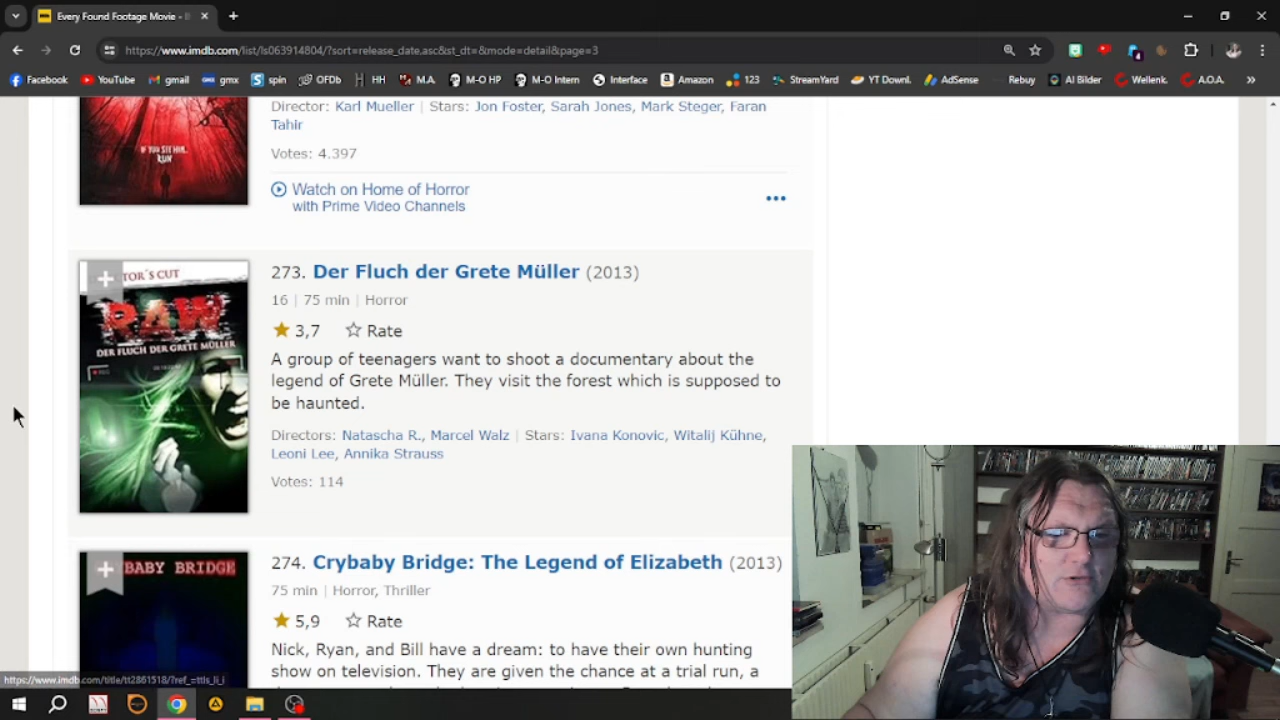 Every Found Footage Movie - I
https://www.imdb.com/list/ls063914804/?sort=release_date,asc&st_dt=&mode=detail&page=3
Facebook YouTube gmail gmx spin OFDb HH M.A M-O HP M-O Intern Interface Amazon 123 StreamYard YT Downl. AdSense Rebuy AI Bilder Wellenk. A.O.A. »
Director: Karl Mueller | Stars: Jon Foster, Sarah Jones, Mark Steger, Faran
Tahir
IF YOU SEE HIM,
RUN
Votes: 4.397
Watch on Home of Horror
with Prime Video Channels
TOR'S CUT
RAW
DER FLUCH DER GRETE MÜLLER
273. Der Fluch der Grete Müller (2013)
16 | 75 min | Horror
3,7 Rate
A group of teenagers want to shoot a documentary about the
legend of Grete Müller. They visit the forest which is supposed to
be haunted.
Directors: Natascha R., Marcel Walz | Stars: Ivana Konovic, Witalij Kühne,
Leoni Lee, Annika Strauss
Votes: 114
BABY BRIDGE
274. Crybaby Bridge: The Legend of Elizabeth (2013)
75 min | Horror, Thriller
5,9 Rate
Nick, Ryan, and Bill have a dream: to have their own hunting
show on television. They are given the chance at a trial run, a
https://www.imdb.com/title/tt2861518/?ref_=ttls_li_i